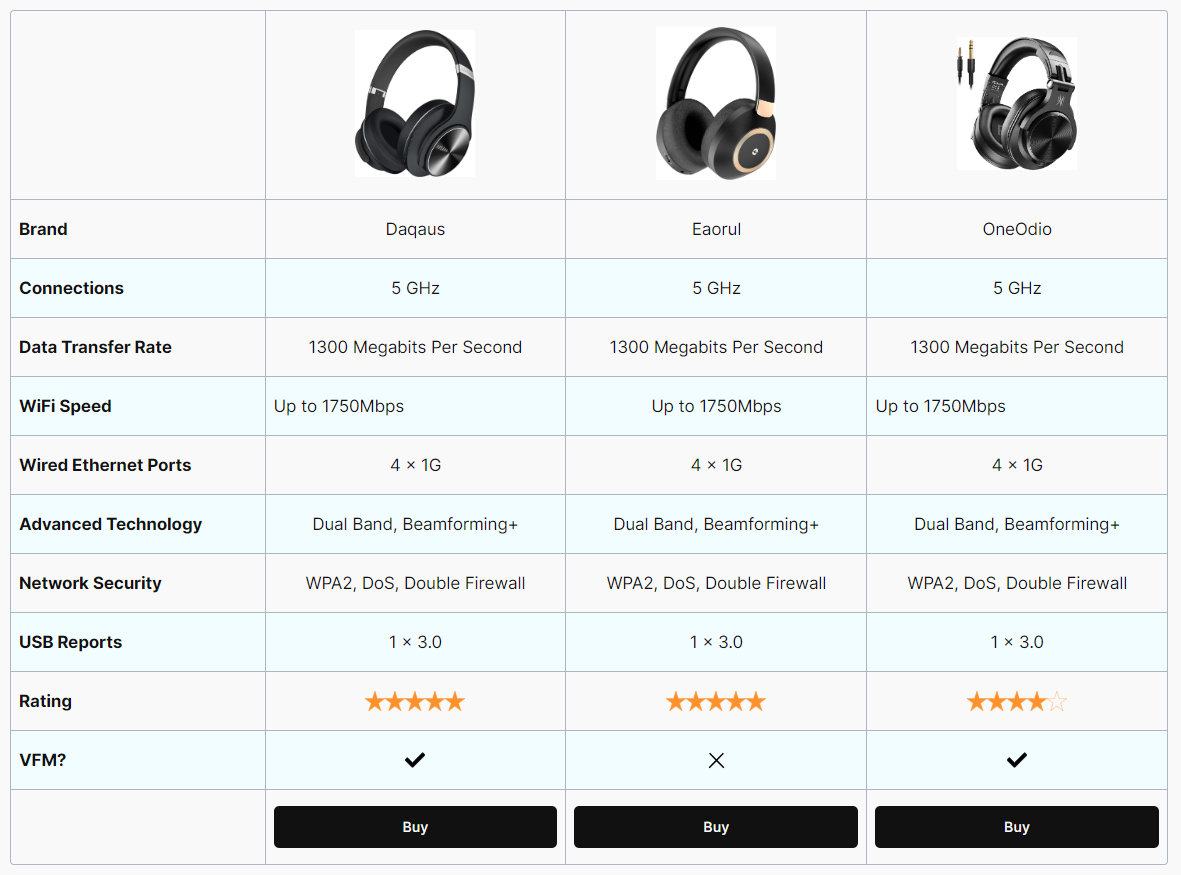 Brand Daqaus Eaorul OneOdio
Connections 5 GHz 5 GHz 5 GHz
Data Transfer Rate 1300 Megabits Per Second 1300 Megabits Per Second 1300 Megabits Per Second
WiFi Speed Up to 1750Mbps Up to 1750Mbps Up to 1750Mbps
Wired Ethernet Ports 4 × 1G 4 × 1G 4 × 1G
Advanced Technology Dual Band, Beamforming+ Dual Band, Beamforming+ Dual Band, Beamforming+
Network Security WPA2, DoS, Double Firewall WPA2, DoS, Double Firewall WPA2, DoS, Double Firewall
USB Reports 1 × 3.0 1 × 3.0 1 × 3.0
Rating
VFM?
Buy Buy Buy